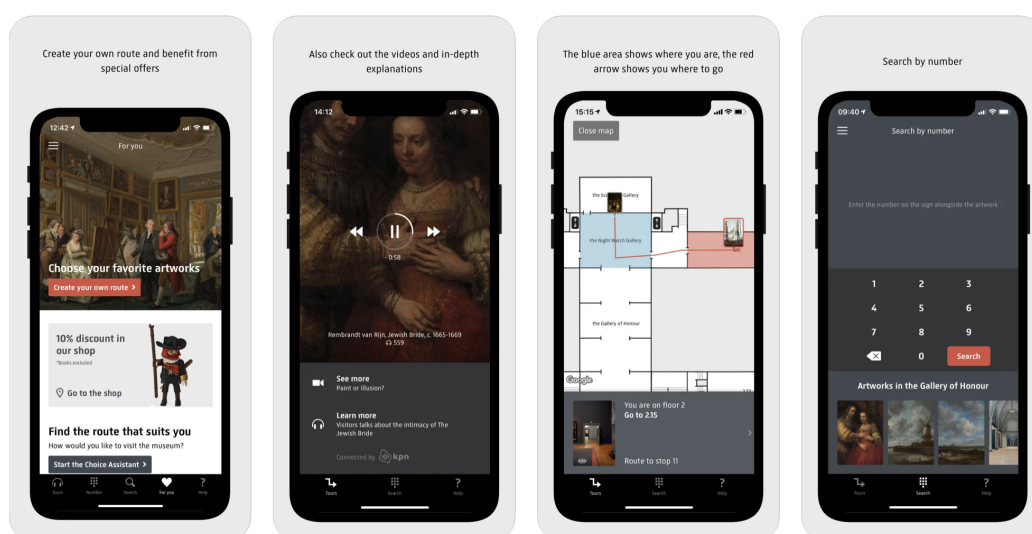 Create your own route and benefit from
special offers
12:42
For you
Choose your favorite artworks
Create your own route >
10% discount in
our shop
*Books excluded
Go to the shop
Find the route that suits you
How would you like to visit the museum?
Start the Choice Assistant >
Tours
Number
Search
For you
?
Help
Also check out the videos and in-depth
explanations
14:12
- 0:58
Rembrandt van Rijn, Jewish Bride, c. 1665-1669
559
See more
Paint or illusion?
Learn more
Visitors talks about the intimacy of The
Jewish Bride
Connected by kpn
Tours
Search
?
Help
The blue area shows where you are, the red
arrow shows you where to go
15:15
Close map
the Gallery
the Night Watch Gallery
the Gallery of Honour
Google
You are on floor 2
Go to 2.15
>
Route to stop 11
Tours
Search
?
Help
Search by number
09:40
Search by number
Enter the number on the sign alongside the artwork
1 2 3
4 5 6
7 8 9
0 Search
Artworks in the Gallery of Honour
Tours
Search
?
Help